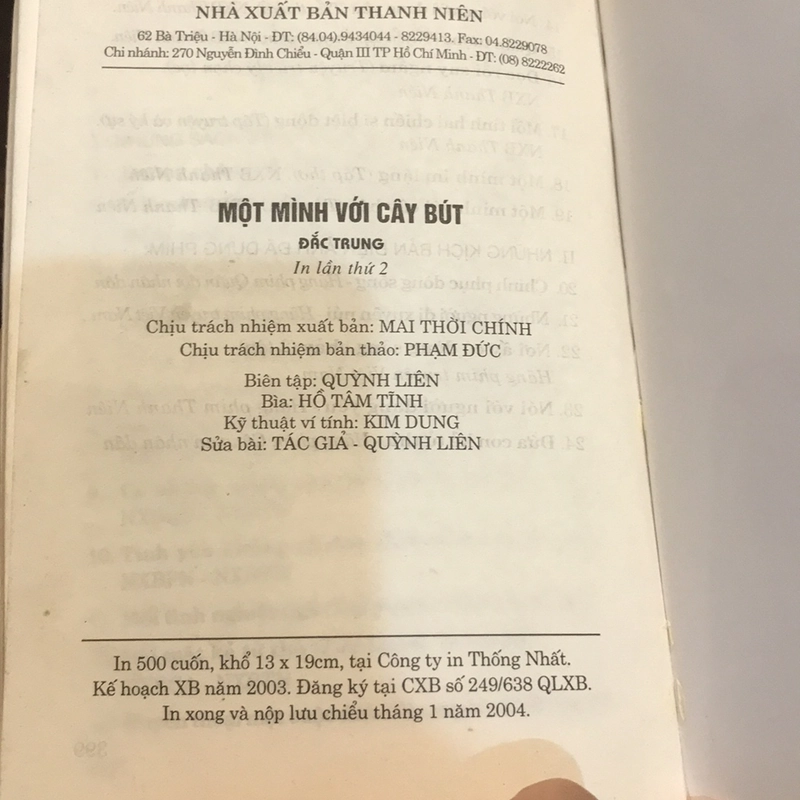 NHÀ XUẤT BẢN THANH NIÊN
62 Bà Triệu - Hà Nội - ĐT: (84.04).9434044 - 8229413. Fax: 04.8229078
Chi nhánh: 270 Nguyễn Đình Chiểu - Quận III TP Hồ Chí Minh - ĐT: (08) 8222262
MỘT MÌNH VỚI CÂY BÚT
ĐẮC TRUNG
In lần thứ 2
Chịu trách nhiệm xuất bản: MAI THỜI CHÍNH
Chịu trách nhiệm bản thảo: PHẠM ĐỨC
Biên tập: QUỲNH LIÊN
Bìa: HỒ TÂM TĨNH
Kỹ thuật ví tính: KIM DUNG
Sửa bài: TÁC GIẢ - QUỲNH LIÊN
In 500 cuốn, khổ 13 x 19cm, tại Công ty in Thống Nhất.
Kế hoạch XB năm 2003. Đăng ký tại CXB số 249/638 QLXB.
In xong và nộp lưu chiểu tháng 1 năm 2004.